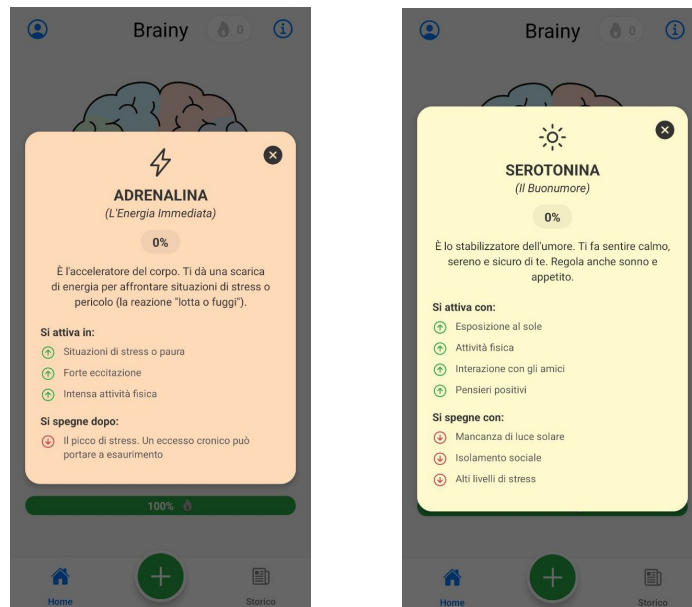 Brainy
0
ADRENALINA
(L'Energia Immediata)
0%
È l'acceleratore del corpo. Ti dà una scarica
di energia per affrontare situazioni di stress o
pericolo (la reazione "lotta o fuggi").
Si attiva in:
Situazioni di stress o paura
Forte eccitazione
Intensa attività fisica
Si spegne dopo:
Il picco di stress. Un eccesso cronico può
portare a esaurimento
100%
Home
Storico
Brainy
0
SEROTONINA
(Il Buonumore)
0%
È lo stabilizzatore dell'umore. Ti fa sentire calmo,
sereno e sicuro di te. Regola anche sonno e
appetito.
Si attiva con:
Esposizione al sole
Attività fisica
Interazione con gli amici
Pensieri positivi
Si spegne con:
Mancanza di luce solare
Isolamento sociale
Alti livelli di stress
Home
Storico